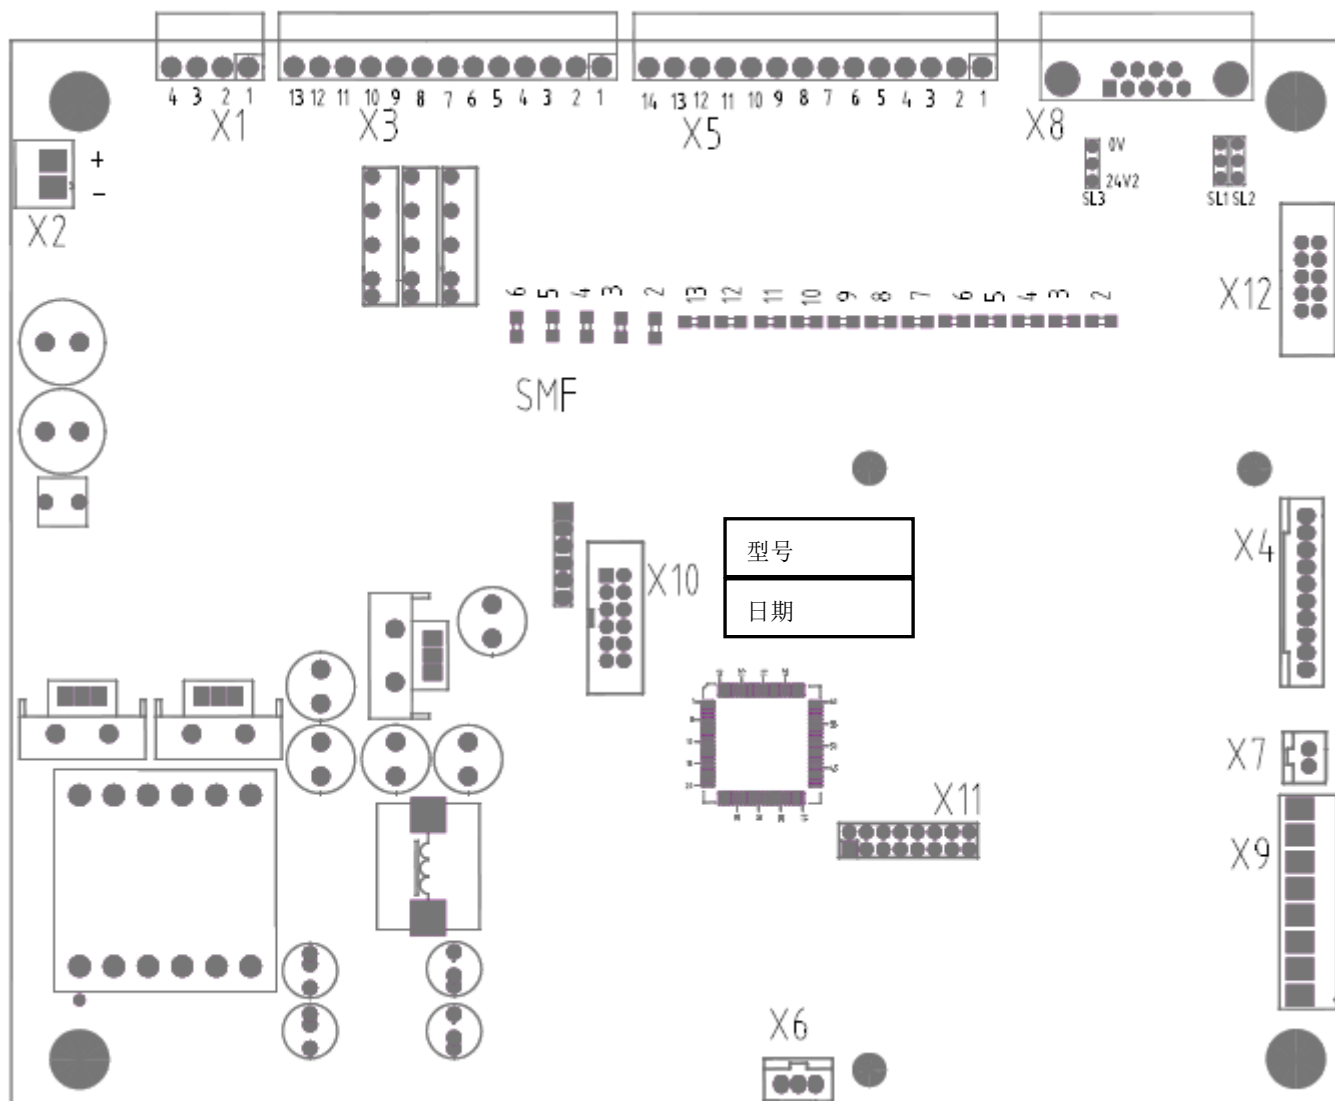 4 3 2 1
13 12 11 10 9 8 7 6 5 4 3 2 1
14 13 12 11 10 9 8 7 6 5 4 3 2 1
X1
X3
X5
X8
0V
24V2
SL3
SL1 SL2
+
-
X2
X12
6 5 4 3 2 13 12 11 10 9 8 7 6 5 4 3 2
SMF
型号
日期
X10
X4
X7
X11
X9
X6